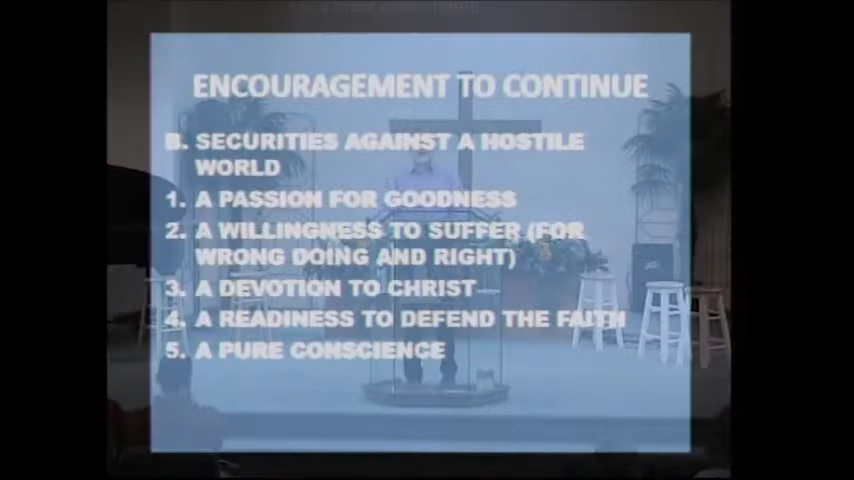 ENCOURAGEMENT TO CONTINUE
B. SECURITIES AGAINST A HOSTILE
WORLD
1. A PASSION FOR GOODNESS
2. A WILLINGNESS TO SUFFER (FOR
WRONG DOING AND RIGHT)
3. A DEVOTION TO CHRIST
4. A READINESS TO DEFEND THE FAITH
5. A PURE CONSCIENCE